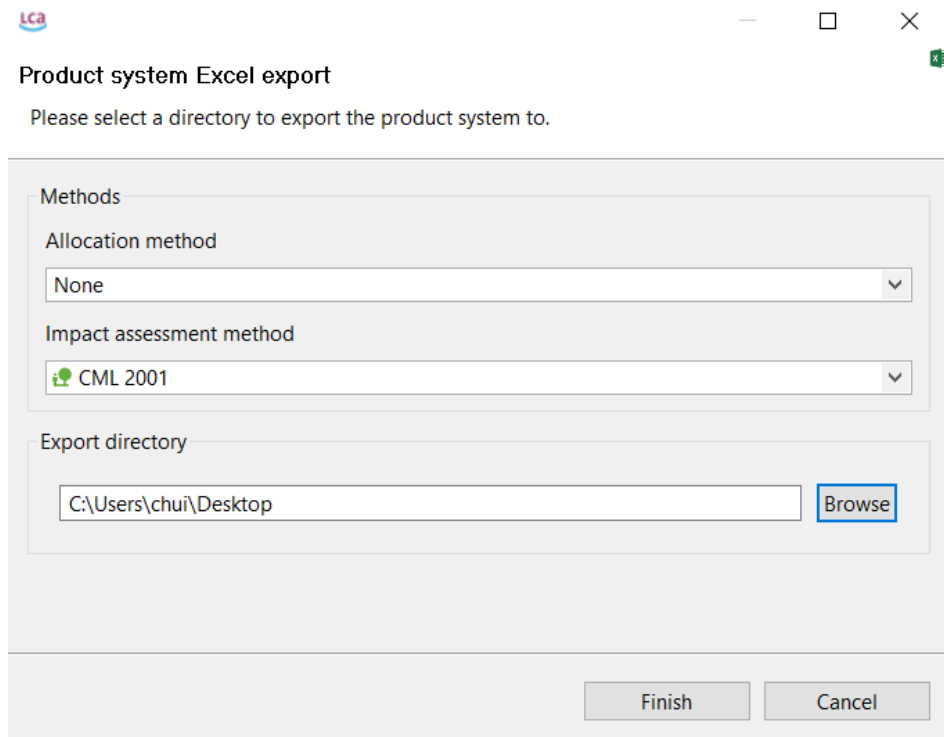 LCA
Product system Excel export
Please select a directory to export the product system to.
Methods
Allocation method
None
Impact assessment method
CML 2001
Export directory
C:\Users\chui\Desktop
Browse
Finish
Cancel